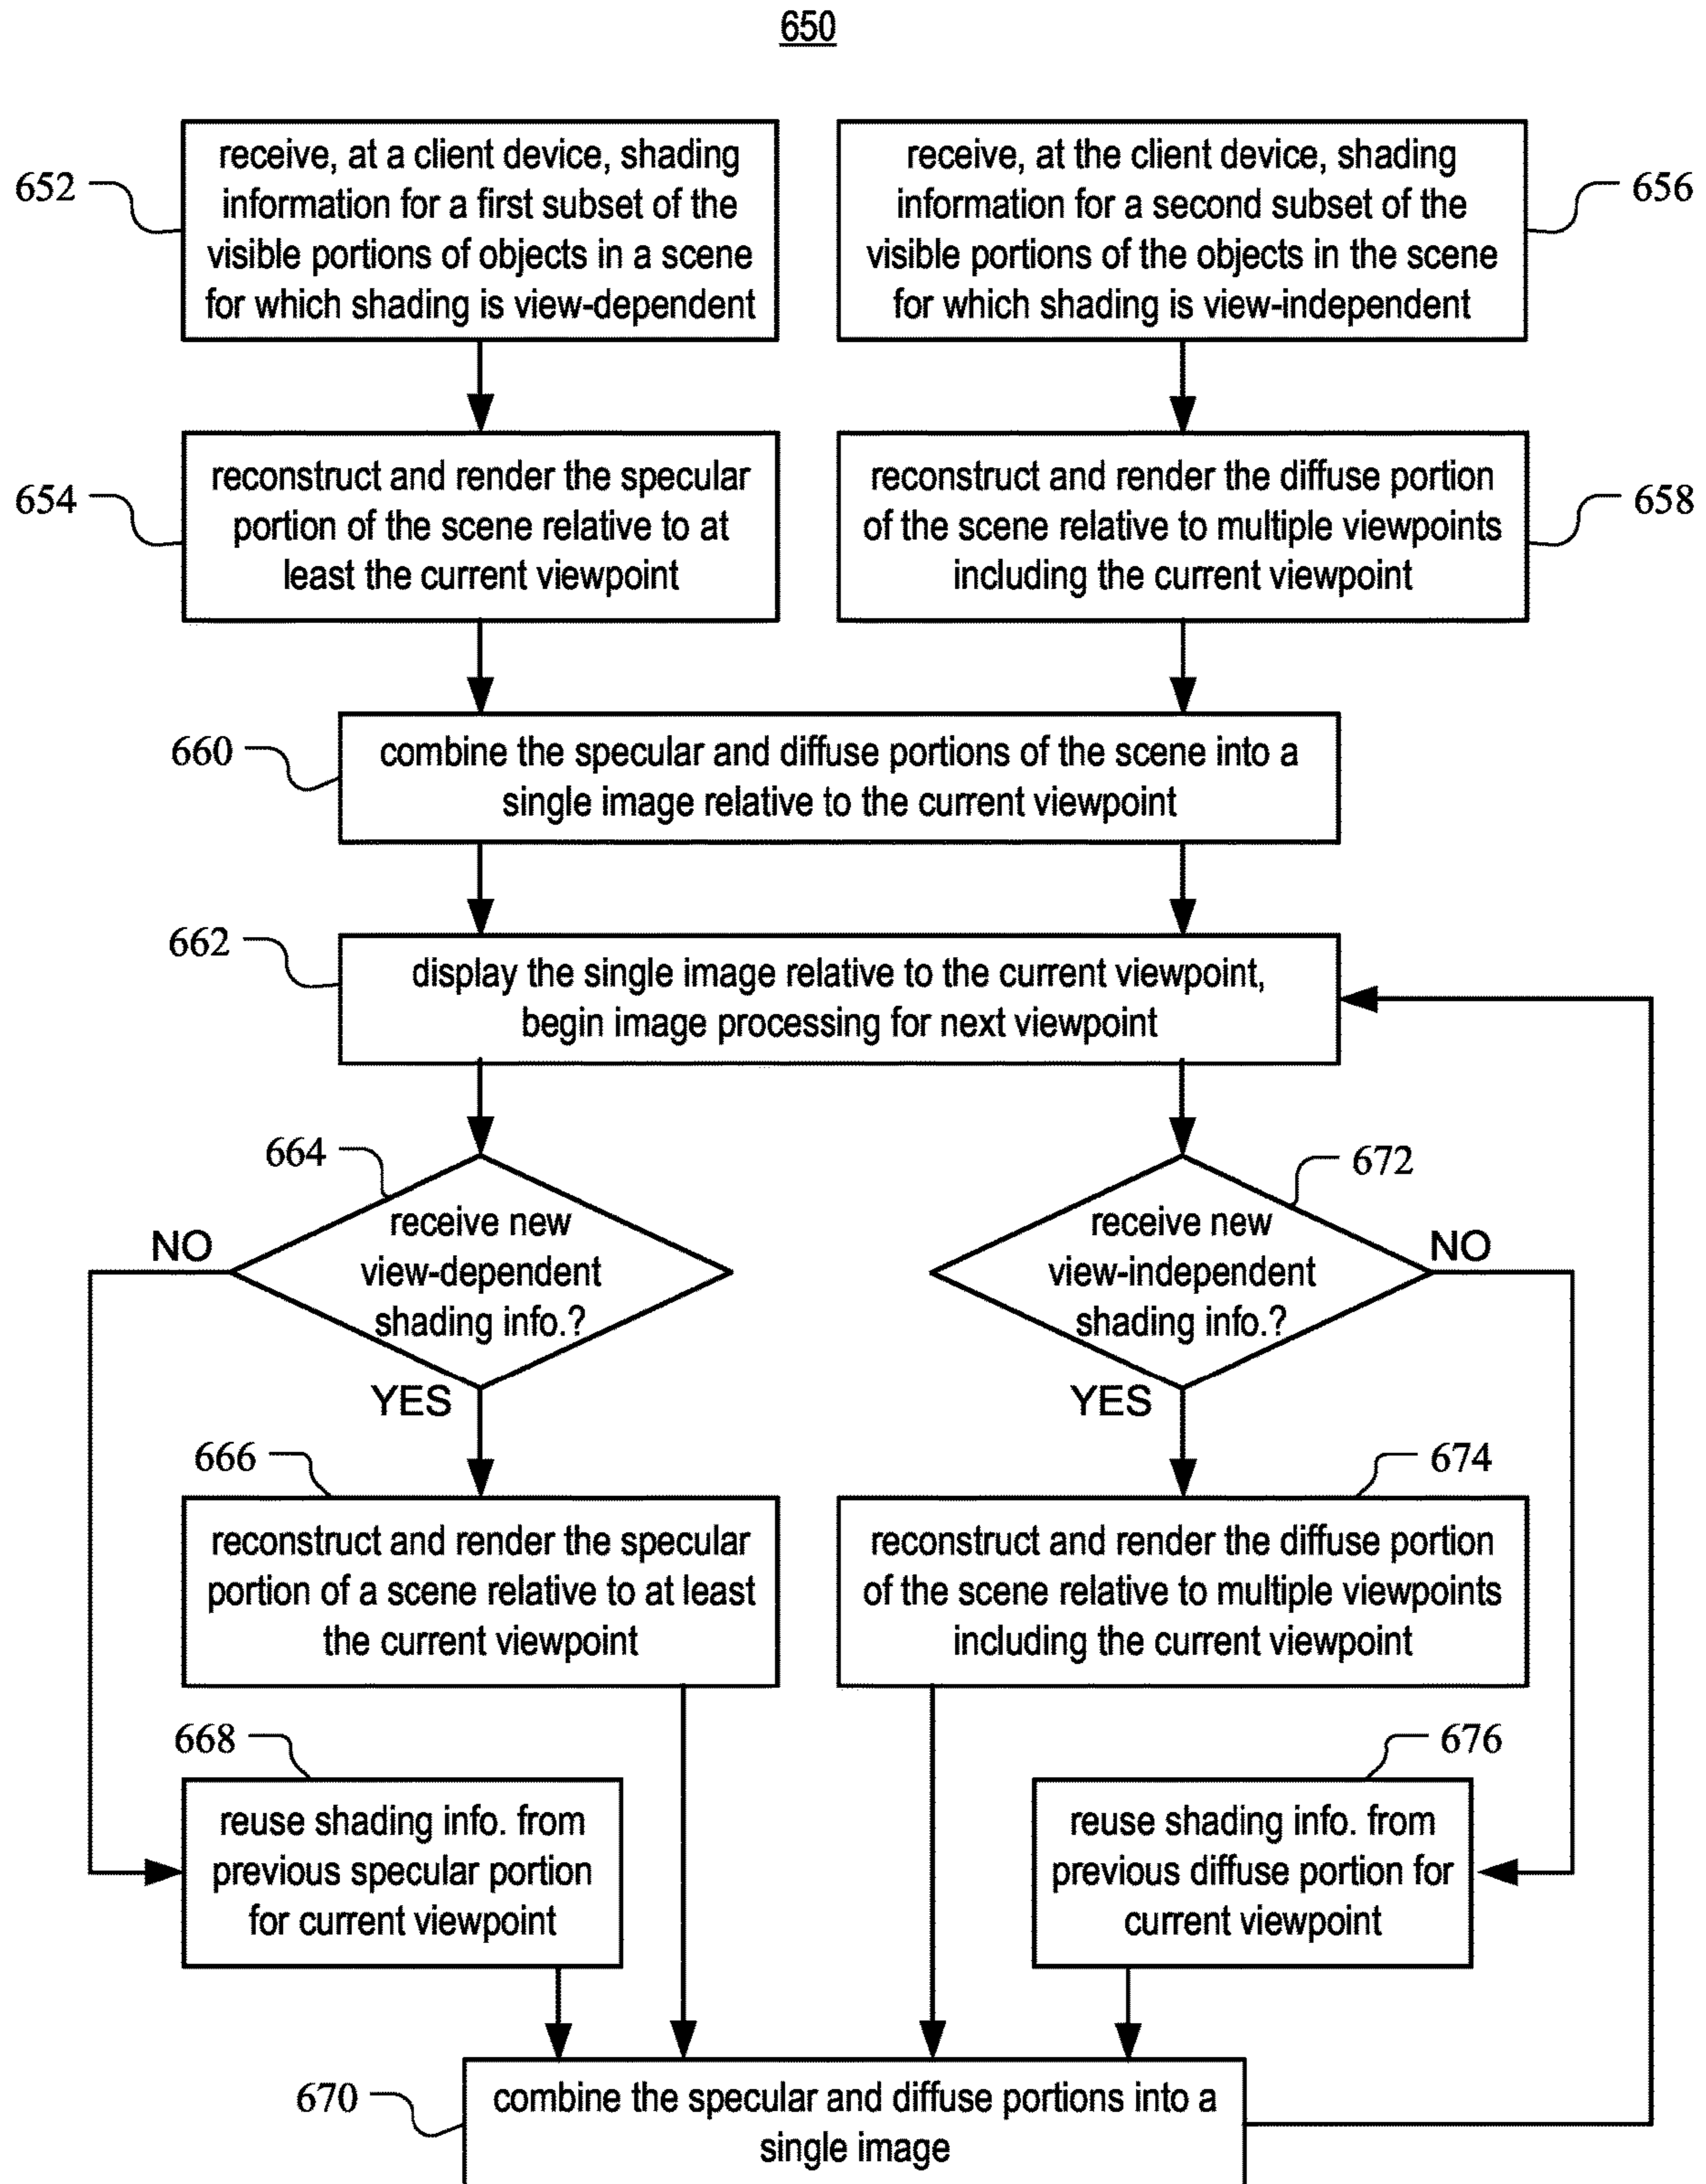 650
652
receive, at a client device, shading
information for a first subset of the
visible portions of objects in a scene
for which shading is view-dependent
receive, at the client device, shading
information for a second subset of the
visible portions of the objects in the scene
for which shading is view-independent
656
654
reconstruct and render the specular
portion of the scene relative to at
least the current viewpoint
reconstruct and render the diffuse portion
of the scene relative to multiple viewpoints
including the current viewpoint
658
660
combine the specular and diffuse portions of the scene into a
single image relative to the current viewpoint
662
display the single image relative to the current viewpoint,
begin image processing for next viewpoint
664
NO
receive new
view-dependent
shading info.?
YES
672
receive new
view-independent
shading info.?
NO
YES
666
reconstruct and render the specular
portion of a scene relative to at least
the current viewpoint
674
reconstruct and render the diffuse portion
of the scene relative to multiple viewpoints
including the current viewpoint
668
reuse shading info. from
previous specular portion
for current viewpoint
676
reuse shading info. from
previous diffuse portion for
current viewpoint
670
combine the specular and diffuse portions into a
single image